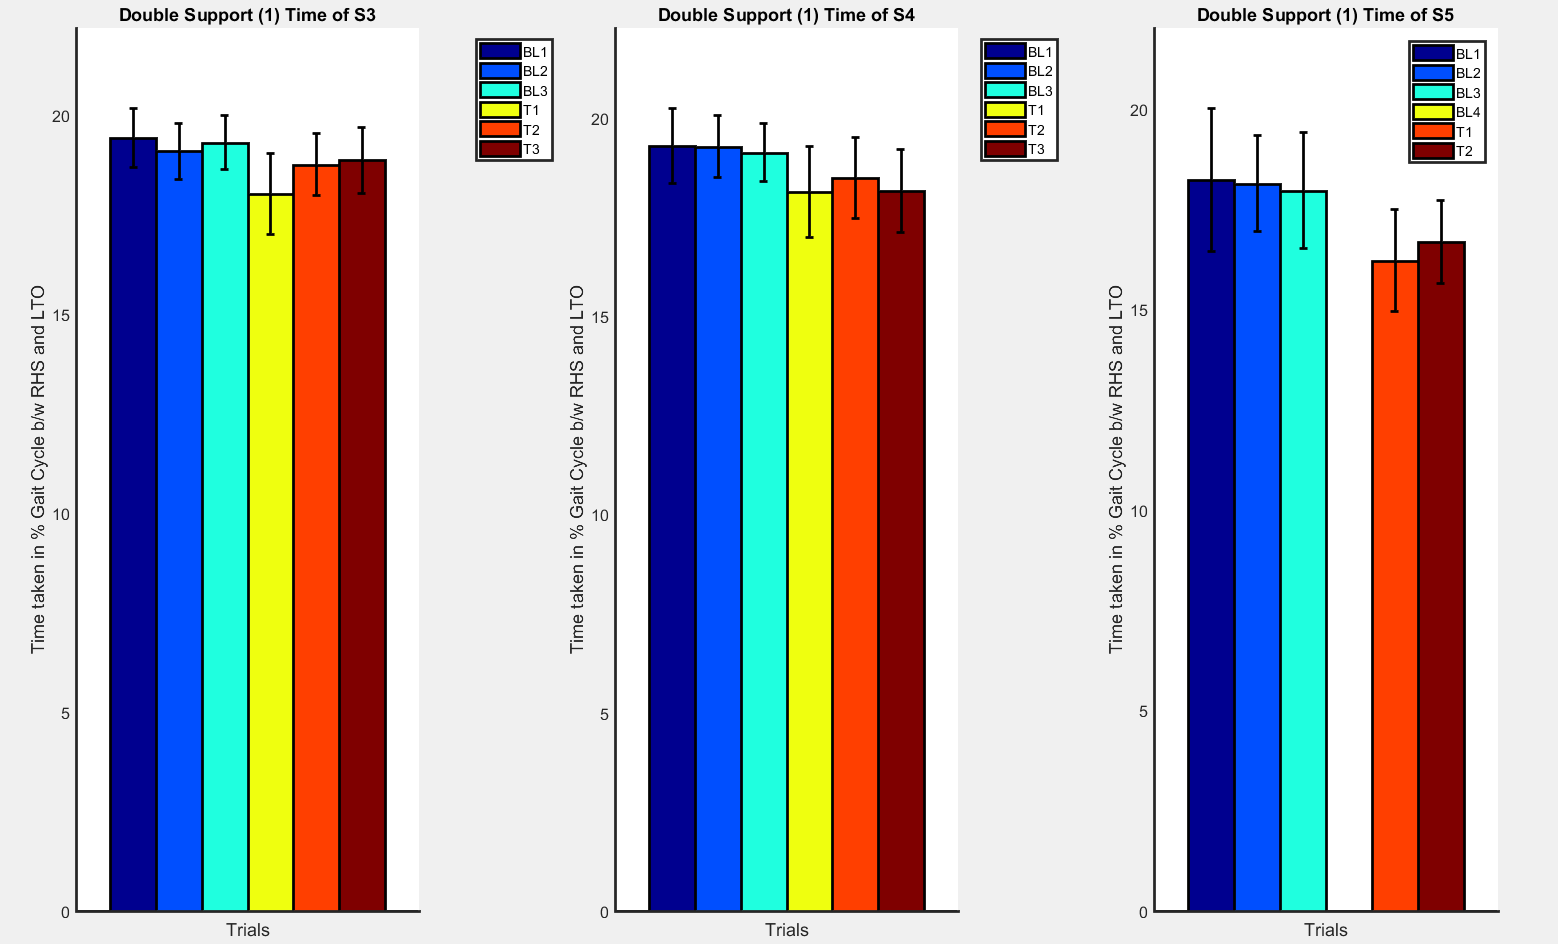 Double Support (1) Time of S3
Time taken in % Gait Cycle b/w RHS and LTO
20
15
10
5
0
Trials
BL1
BL2
BL3
T1
T2
T3
Double Support (1) Time of S4
Time taken in % Gait Cycle b/w RHS and LTO
20
15
10
5
0
Trials
BL1
BL2
BL3
T1
T2
T3
Double Support (1) Time of S5
Time taken in % Gait Cycle b/w RHS and LTO
20
15
10
5
0
Trials
BL1
BL2
BL3
BL4
T1
T2